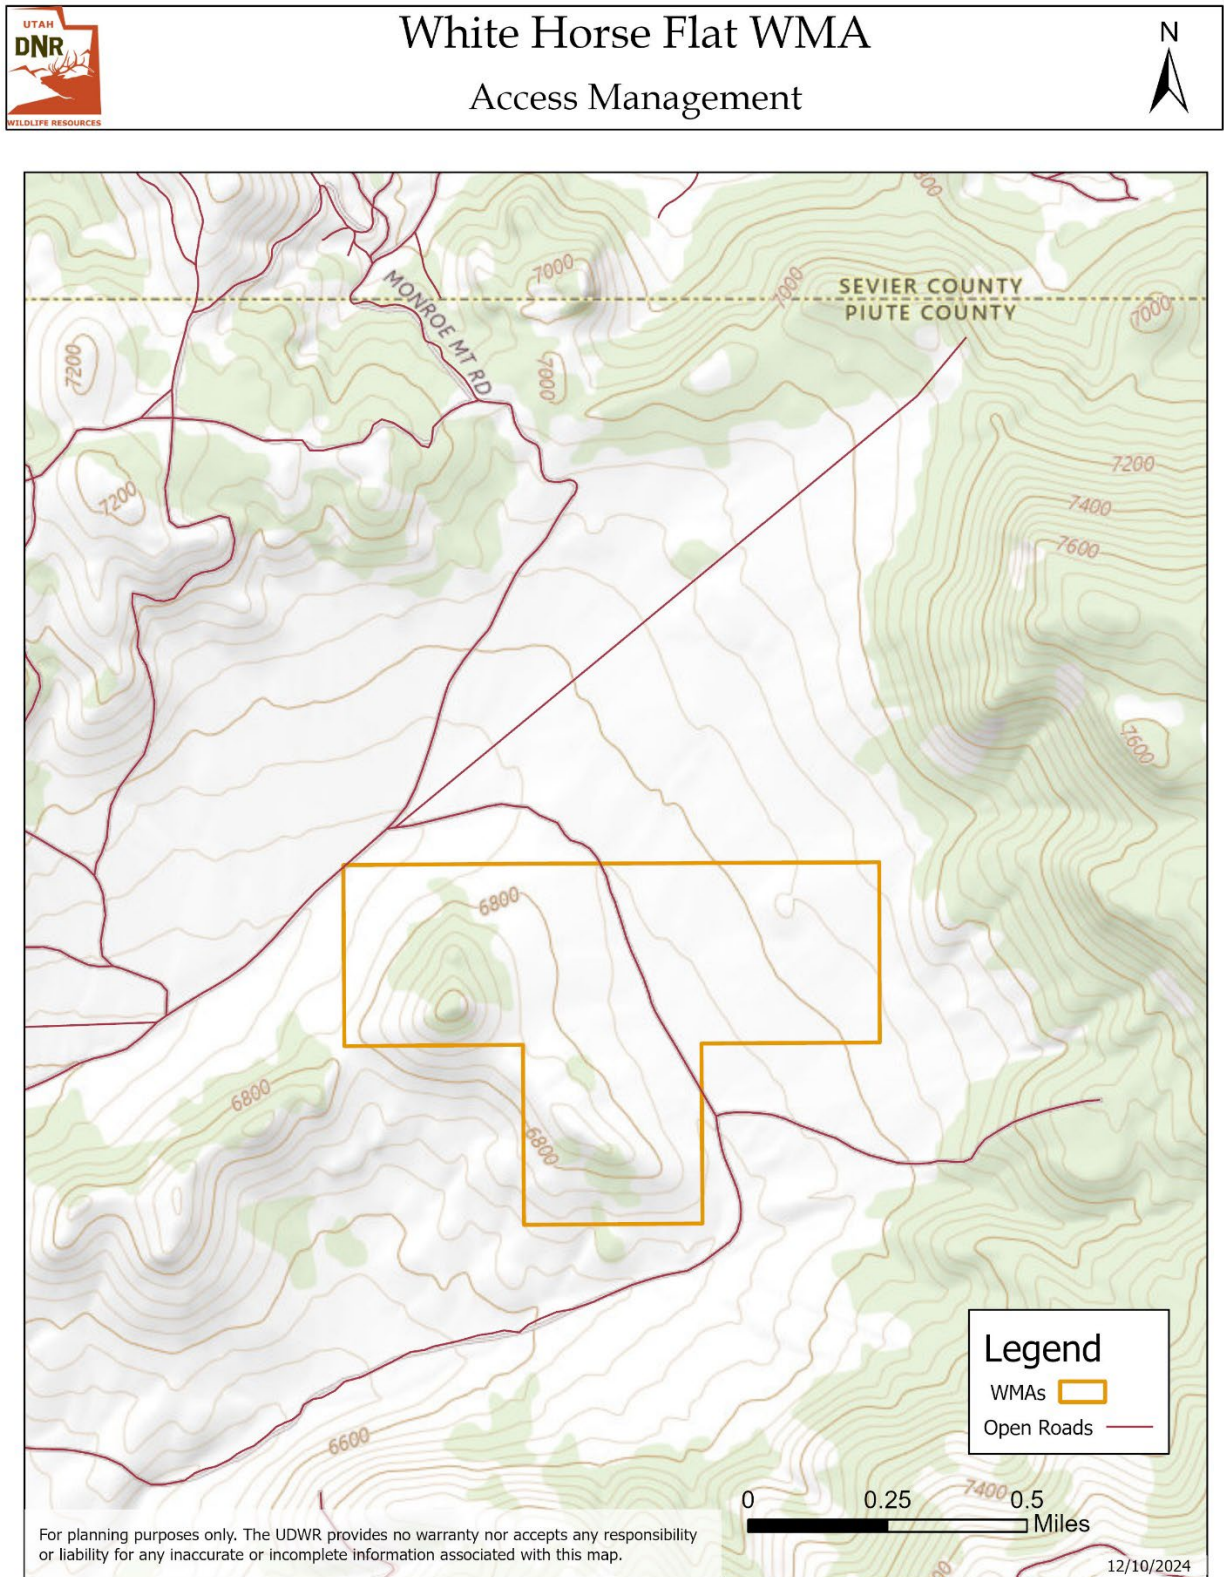 UTAH
DNR
WILDLIFE RESOURCES
White Horse Flat WMA
Access Management
N
7000
7000
SEVIER COUNTY
PIUTE COUNTY
7000
MONROE MT RD
7200
7000
7200
7200
7400
7600
7600
6800
6800
6800
Legend
WMAs
Open Roads
6600
7400
0 0.25 0.5
Miles
For planning purposes only. The UDWR provides no warranty nor accepts any responsibility
or liability for any inaccurate or incomplete information associated with this map.
12/10/2024